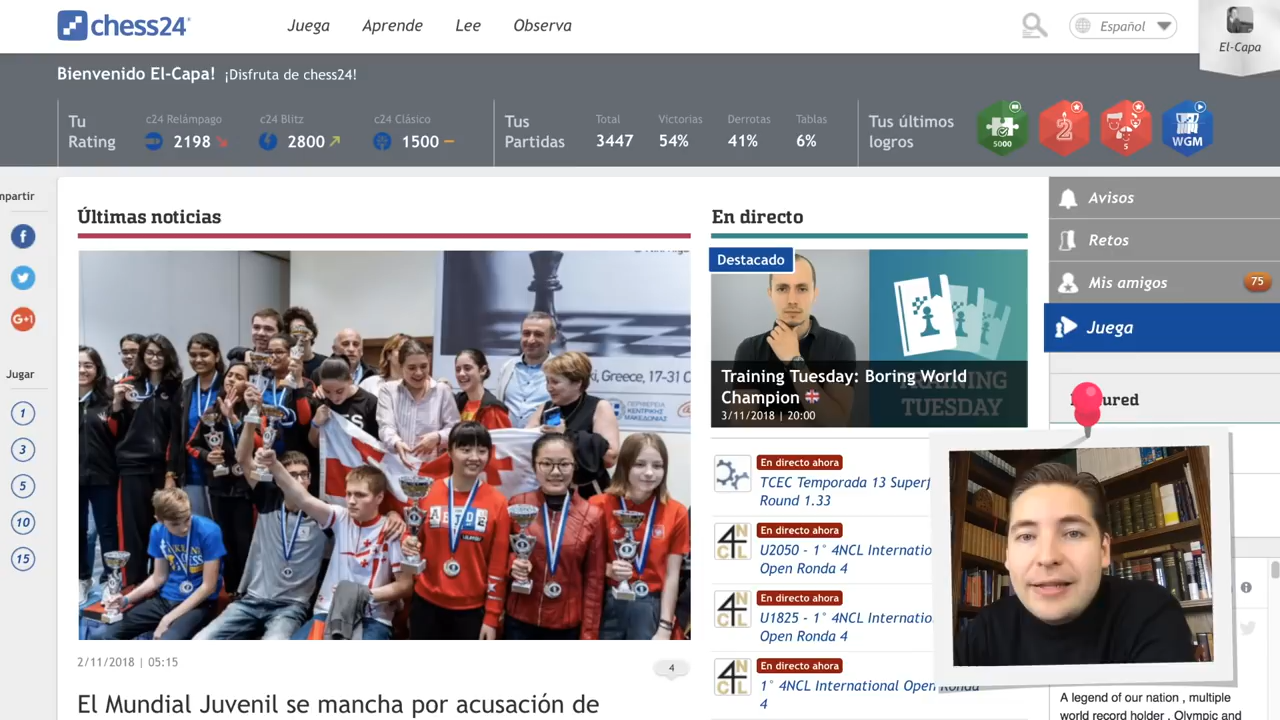 chess24
Juega
Aprende
Lee
Observa
Español
El-Capa
Bienvenido El-Capa! ¡Disfruta de chess24!
Tu
Rating
c24 Relámpago
2198
c24 Blitz
2800
c24 Clásico
1500
Tus
Partidas
Total
3447
Victorias
54%
Derrotas
41%
Tablas
6%
Tus últimos
logros
5000
2
5
WGM
mpartir
f
G+1
Jugar
1
3
5
10
15
Últimas noticias
2/11/2018 | 05:15
4
El Mundial Juvenil se mancha por acusación de
En directo
Destacado
TRAINING
TUESDAY
Training Tuesday: Boring World
Champion
3/11/2018 | 20:00
En directo ahora
TCEC Temporada 13 Superf
Round 1.33
En directo ahora
U2050 - 1° 4NCL Internatio
Open Ronda 4
En directo ahora
U1825 - 1° 4NCL Internatio
Open Ronda 4
En directo ahora
1° 4NCL International Open Ronda
4
Avisos
Retos
Mis amigos
75
Juega
ured
A legend of our nation , multiple
world record holder , Olympic and